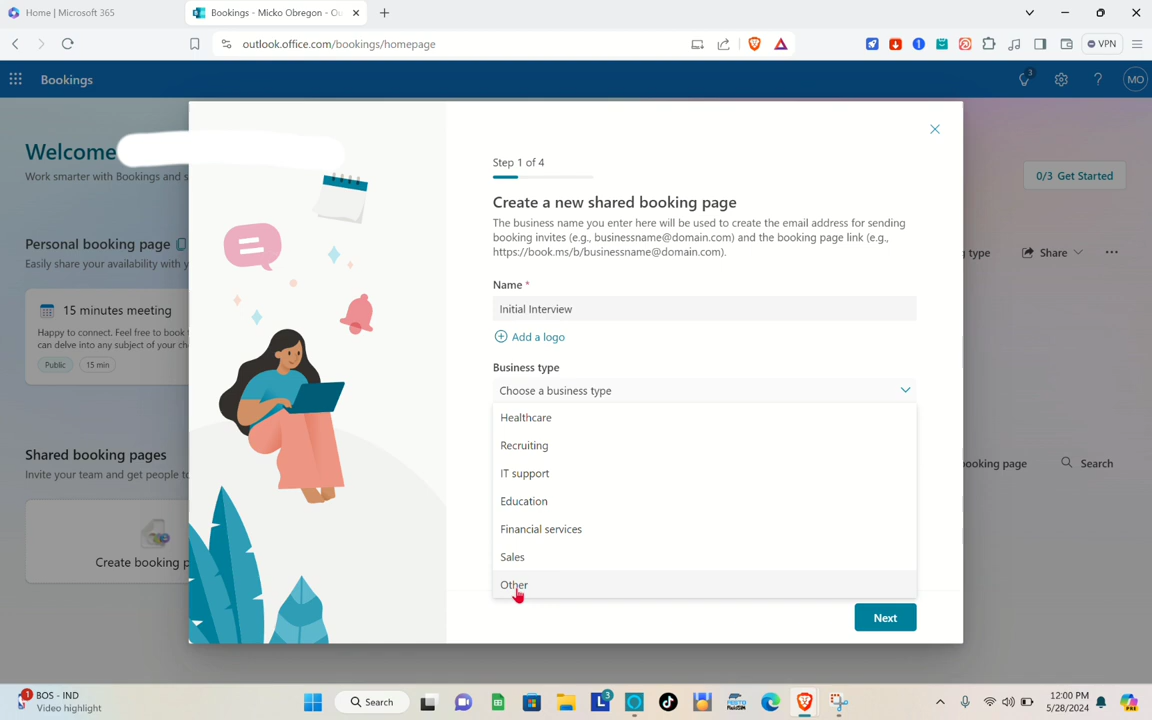 Home | Microsoft 365
Bookings - Micko Obregon - Ou
outlook.office.com/bookings/homepage
VPN
Bookings
3
MO
Welcome
Work smarter with Bookings and s
0/3 Get Started
Personal booking page
Easily share your availability with y
g type
Share
15 minutes meeting
Happy to connect. Feel free to book
can delve into any subject of your ch
Public
15 min
Shared booking pages
Invite your team and get people to
ooking page
Search
Create booking p
Step 1 of 4
Create a new shared booking page
The business name you enter here will be used to create the email address for sending
booking invites (e.g., businessname@domain.com) and the booking page link (e.g.,
https://book.ms/b/businessname@domain.com).
Name *
Initial Interview
Add a logo
Business type
Choose a business type
Healthcare
Recruiting
IT support
Education
Financial services
Sales
Other
Next
1
BOS - IND
Video highlight
Search
3
12:00 PM
5/28/2024
PRE